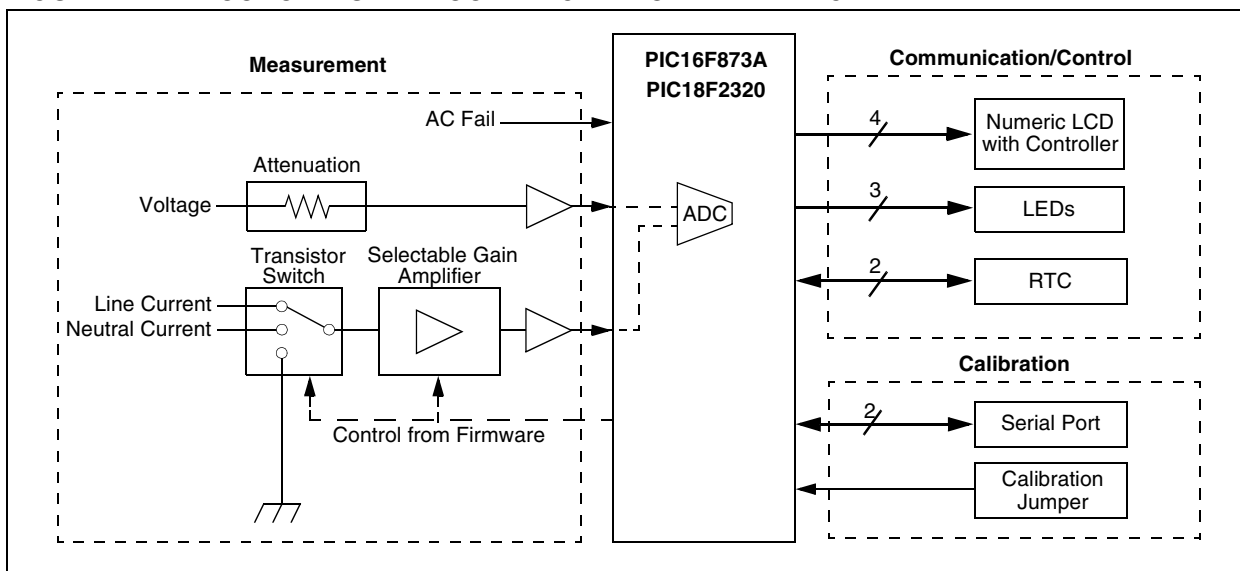 Measurement
AC Fail
Attenuation
Voltage
Transistor
Switch
Selectable Gain
Amplifier
Line Current
Neutral Current
Control from Firmware
PIC16F873A
PIC18F2320
ADC
Communication/Control
4
Numeric LCD
with Controller
3
LEDs
2
RTC
Calibration
2
Serial Port
Calibration
Jumper